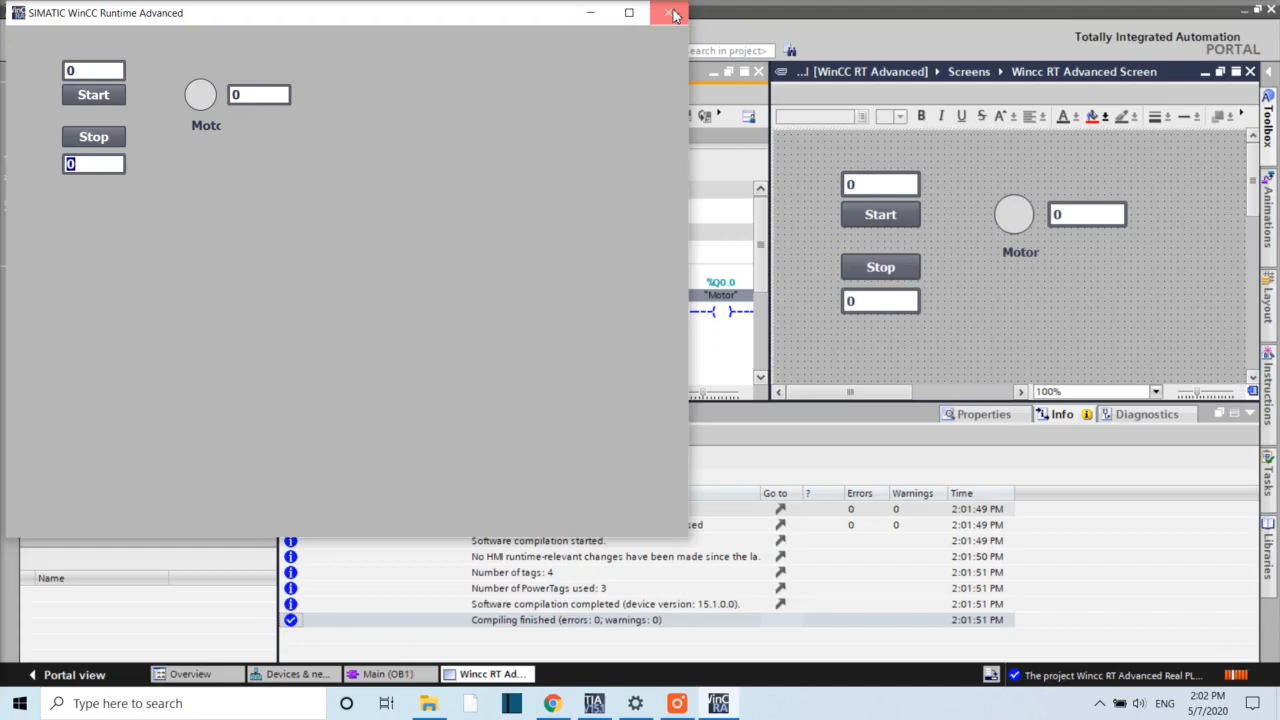 SIMATIC WinCC Runtime Advanced
Totally Integrated Automation
PORTAL
0
Start
Stop
0
0
Motc
search in project>
...l [WinCC RT Advanced]
Screens
Wincc RT Advanced Screen
B I U S A
%Q0.0
"Motor"
0
Start
Stop
0
0
Motor
100%
Toolbox
Animations
Layout
Instructions
Tasks
Libraries
Properties
Info
Diagnostics
Go to ? Errors Warnings Time
0 0 2:01:49 PM
ed 0 0 2:01:49 PM
Software compilation started. 2:01:49 PM
No HMI runtime-relevant changes have been made since the la. 2:01:50 PM
Number of tags: 4 2:01:51 PM
Number of PowerTags used: 3 2:01:51 PM
Software compilation completed (device version: 15.1.0.0). 2:01:51 PM
Compiling finished (errors: 0; warnings: 0) 2:01:51 PM
Name
Portal view
Overview
Devices & ne...
Main (OB1)
Wincc RT Ad...
The project Wincc RT Advanced Real PL...
Type here to search
TIA
ENG
2:02 PM
5/7/2020